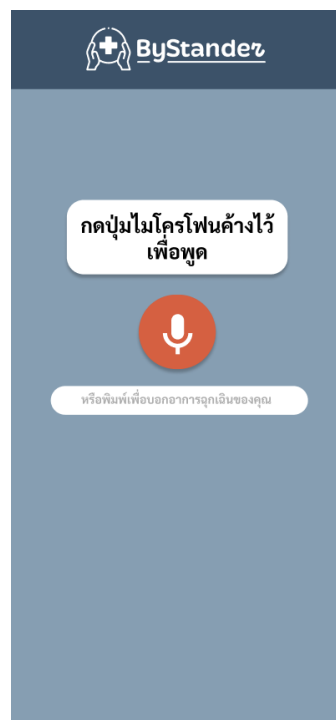 ByStander
กดปุ่มไมโครโฟนค้างไว้
เพื่อพูด
หรือพิมพ์เพื่อบอกอาการฉุกเฉินของคุณ